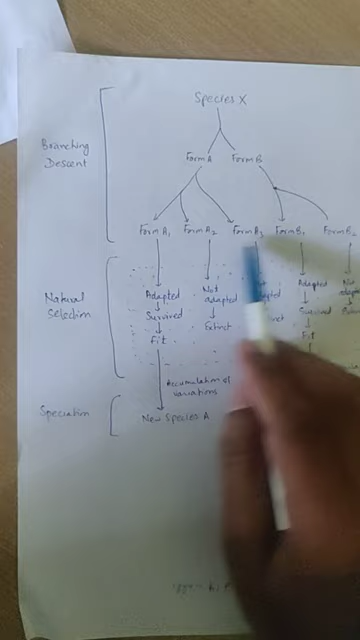 Species X
Branching
Descent
Form A Form B
Form A1 Form A2 Form A3 Form B1 Form B2
Natural
Selection
Adapted Not adapted Adapted Not
Survived Extinct Survived
Fit Fit
Accumulation of
variations
Speciation
New Species A